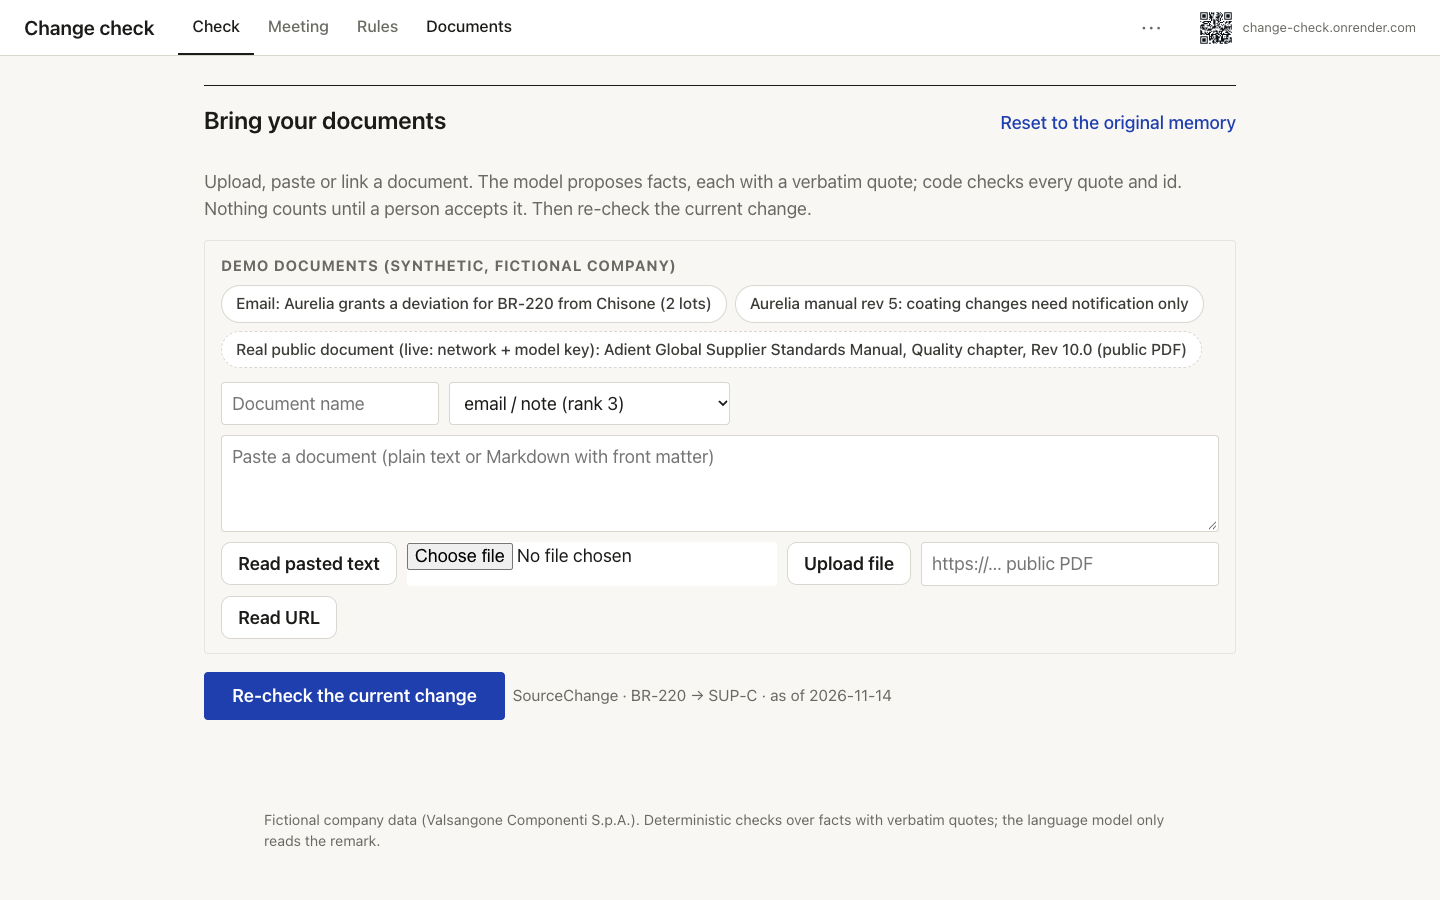 Change check
Check
Meeting
Rules
Documents
...
change-check.onrender.com
Bring your documents
Reset to the original memory
Upload, paste or link a document. The model proposes facts, each with a verbatim quote; code checks every quote and id.
Nothing counts until a person accepts it. Then re-check the current change.
DEMO DOCUMENTS (SYNTHETIC, FICTIONAL COMPANY)
Email: Aurelia grants a deviation for BR-220 from Chisone (2 lots)
Aurelia manual rev 5: coating changes need notification only
Real public document (live: network + model key): Adient Global Supplier Standards Manual, Quality chapter, Rev 10.0 (public PDF)
Document name
email / note (rank 3)
Paste a document (plain text or Markdown with front matter)
Read pasted text
Choose file No file chosen
Upload file
https://... public PDF
Read URL
Re-check the current change
SourceChange · BR-220 → SUP-C · as of 2026-11-14
Fictional company data (Valsangone Componenti S.p.A.). Deterministic checks over facts with verbatim quotes; the language model only
reads the remark.